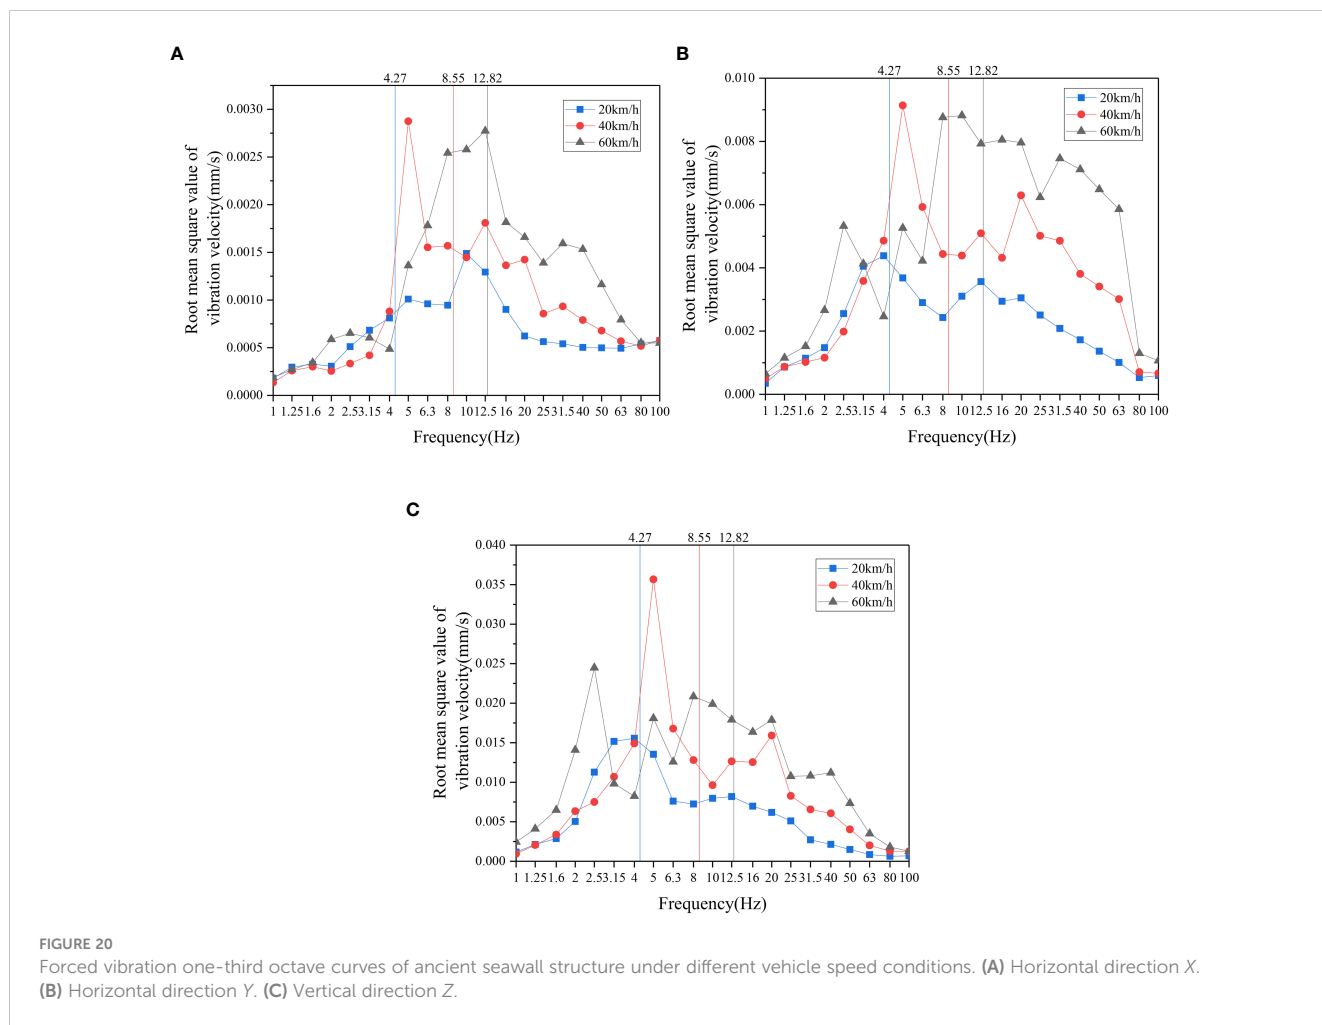 A
4.27 8.55 12.82
0.0030
0.0025
0.0020
0.0015
0.0010
0.0005
0.0000
Root mean square value of
vibration velocity(mm/s)
20km/h
40km/h
60km/h
1 1.25 1.6 2 2.53.15 4 5 6.3 8 10 12.5 16 20 253 31.5 40 50 63 80 100
Frequency(Hz)
B
4.27 8.55 12.82
0.010
0.008
0.006
0.004
0.002
0.000
Root mean square value of
vibration velocity(mm/s)
20km/h
40km/h
60km/h
1 1.25 1.6 2 2.53.15 4 5 6.3 8 10 12.5 16 20 253 31.5 40 50 63 80 100
Frequency(Hz)
C
4.27 8.55 12.82
0.040
0.035
0.030
0.025
0.020
0.015
0.010
0.005
0.000
Root mean square value of
vibration velocity(mm/s)
20km/h
40km/h
60km/h
1 1.25 1.6 2 2.53.15 4 5 6.3 8 10 12.5 16 20 25 31.5 40 50 63 80 100
Frequency(Hz)
FIGURE 20
Forced vibration one-third octave curves of ancient seawall structure under different vehicle speed conditions. (A) Horizontal direction X.
(B) Horizontal direction Y. (C) Vertical direction Z.